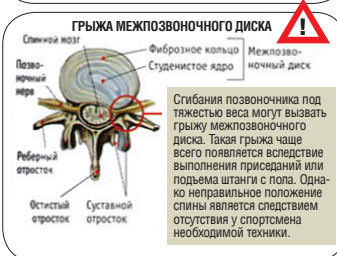 ГРЫЖА МЕЖПОЗВОНОЧНОГО ДИСКА
!
Спинной мозг
Фиброзное кольцо
Студенистое ядро
Межпозво-
ночный диск
Позво-
ночный
нерв
Реберный
отросток
Остистый
отросток
Суставной
отросток
Сгибания позвоночника под
тяжестью веса могут вызвать
грыжу межпозвоночного
диска. Такая грыжа чаще
всего появляется вследствие
выполнения приседаний или
подъема штанги с пола. Одна-
ко неправильное положение
спины является следствием
отсутствия у спортсмена
необходимой техники.